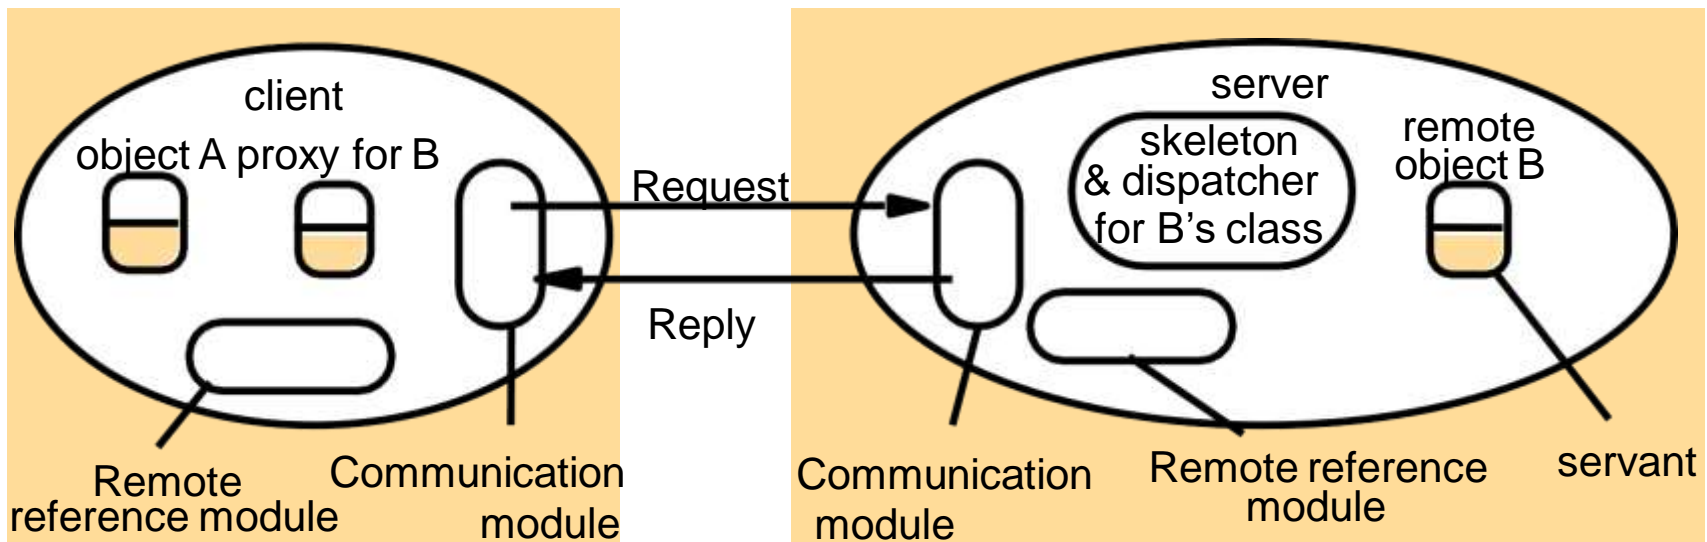 client
object A proxy for B
Request
Reply
Remote
reference module
Communication
module
server
skeleton
& dispatcher
for B’s class
remote
object B
Communication
module
Remote reference
module
servant